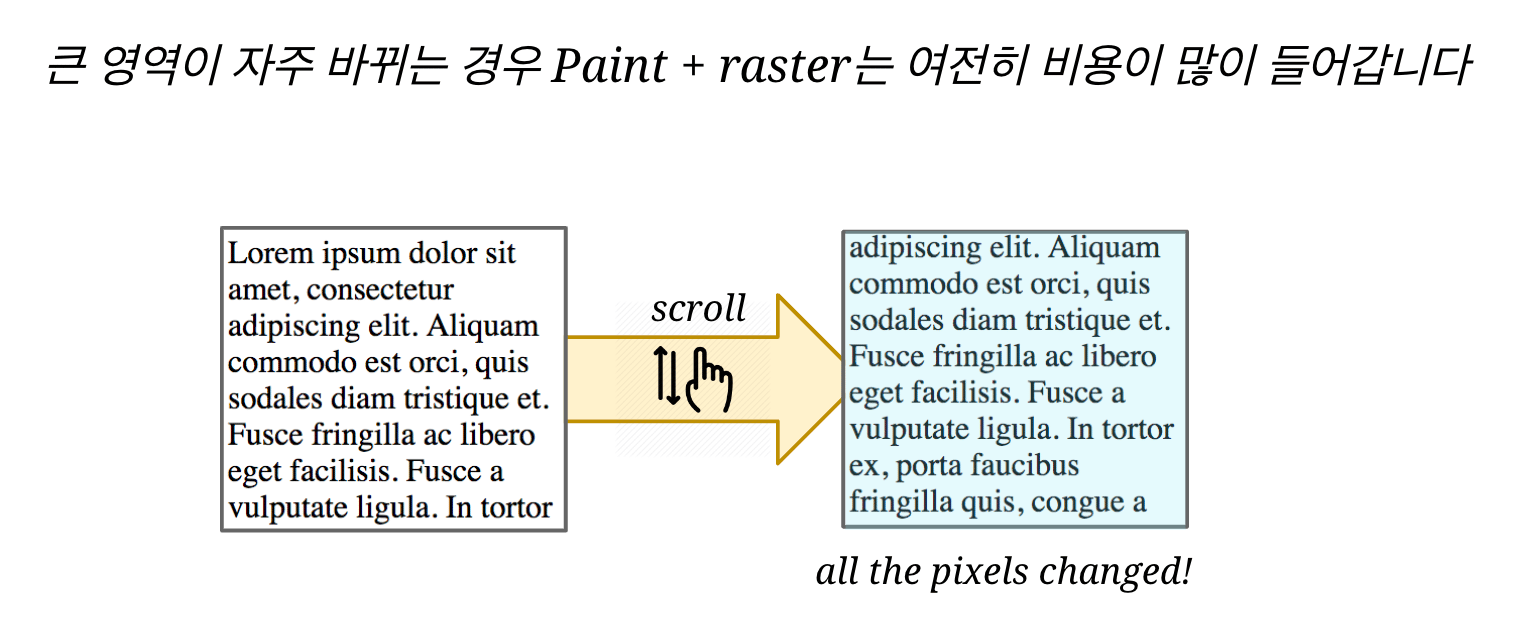 큰 영역이 자주 바뀌는 경우 Paint + raster는 여전히 비용이 많이 들어갑니다
Lorem ipsum dolor sit
amet, consectetur
adipiscing elit. Aliquam
commodo est orci, quis
sodales diam tristique et.
Fusce fringilla ac libero
eget facilisis. Fusce a
vulputate ligula. In tortor
scroll
adipiscing elit. Aliquam
commodo est orci, quis
sodales diam tristique et.
Fusce fringilla ac libero
eget facilisis. Fusce a
vulputate ligula. In tortor
ex, porta faucibus
fringilla quis, congue a
all the pixels changed!